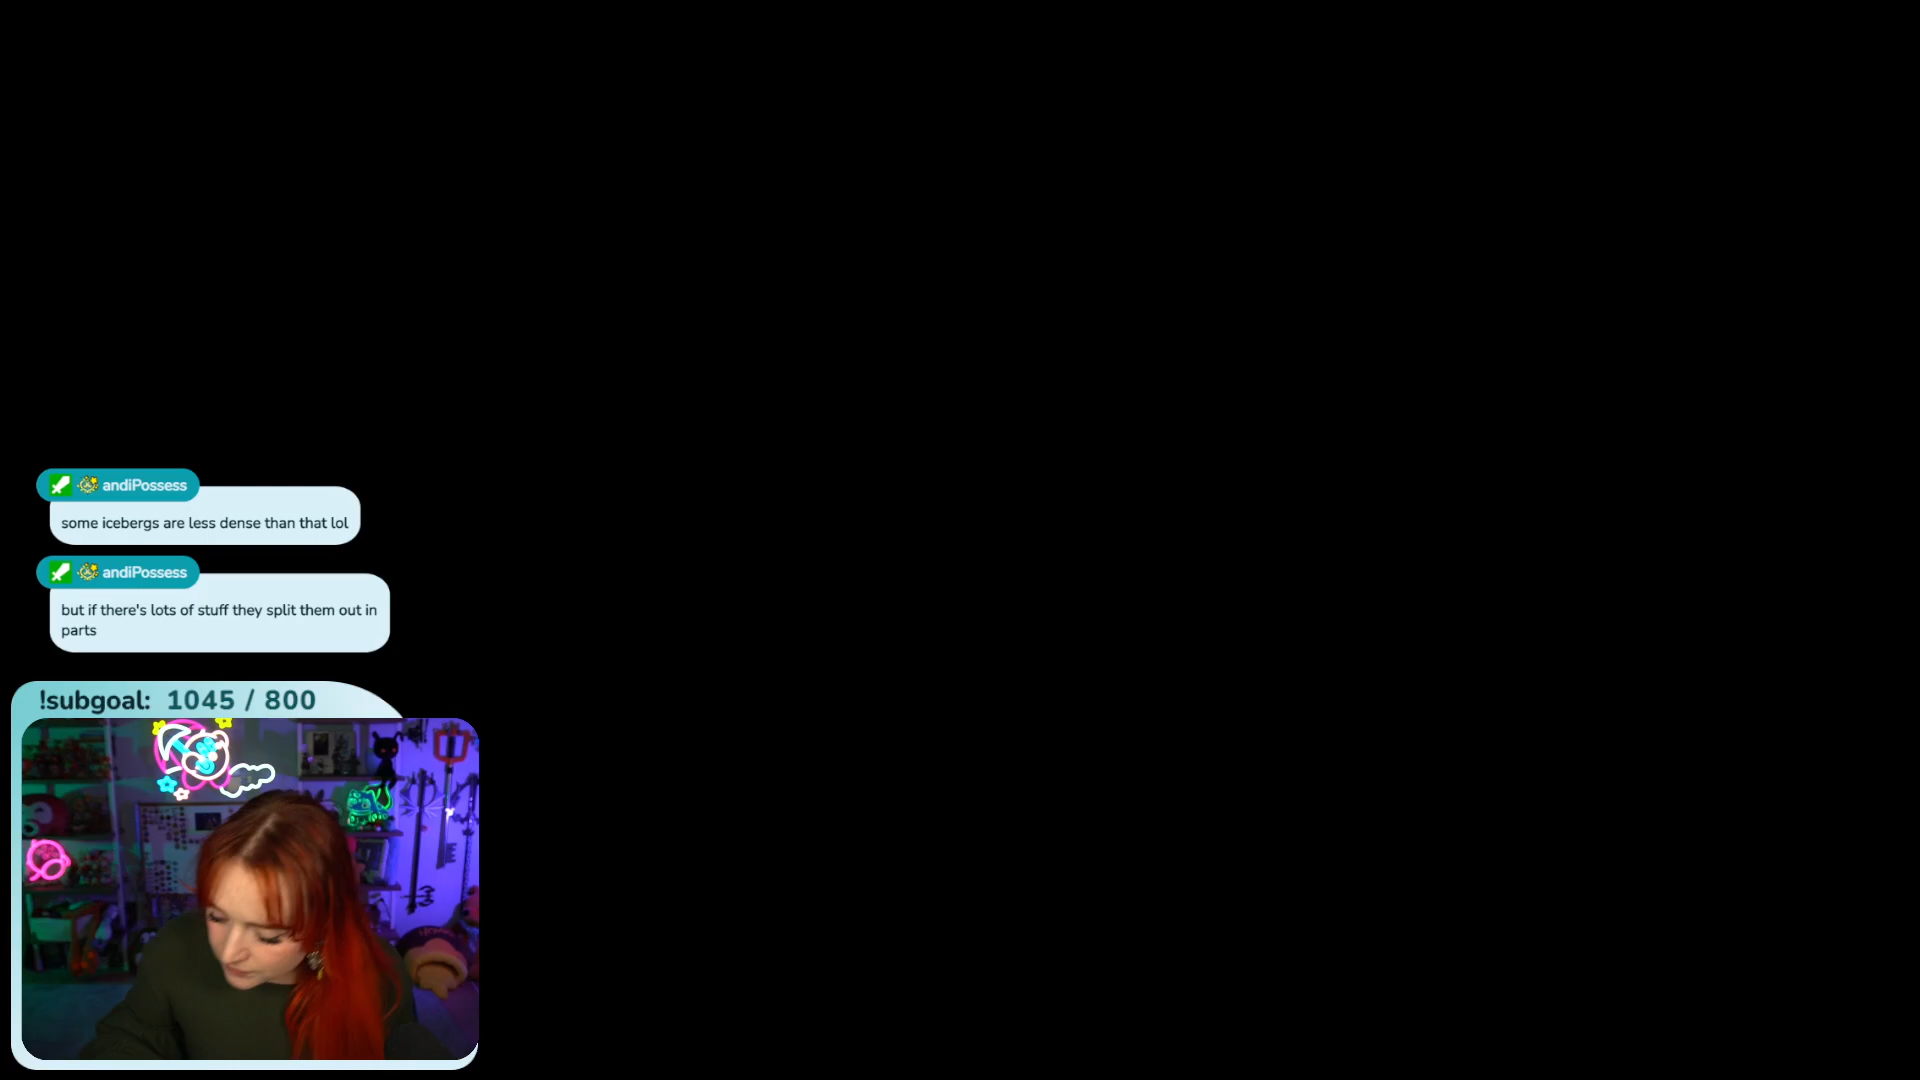 andiPossess
some icebergs are less dense than that lol
andiPossess
but if there's lots of stuff they split them out in
parts
!subgoal: 1045 / 800